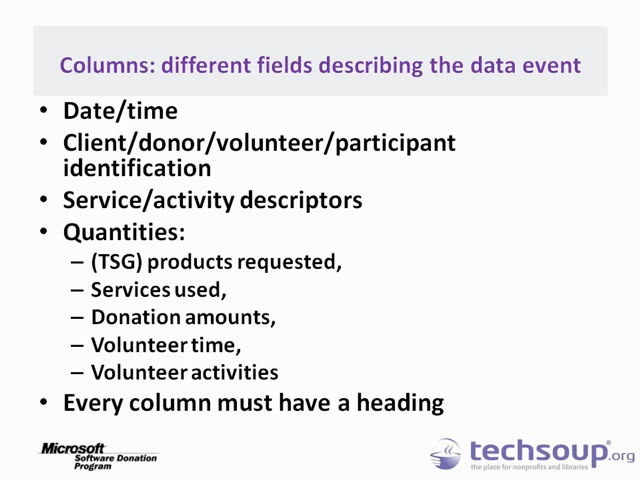 Columns: different fields describing the data event
• Date/time
• Client/donor/volunteer/participant
identification
• Service/activity descriptors
• Quantities:
– (TSG) products requested,
– Services used,
– Donation amounts,
– Volunteer time,
– Volunteer activities
• Every column must have a heading
Microsoft
Software Donation
Program
techsoup®.org
the place for nonprofits and libraries